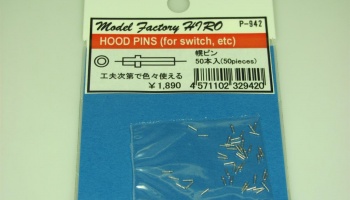 Model Factory HIRO
P-942
HOOD PINS (for switch, etc)
幌ピン
50本入(50pieces)
工夫次第で色々使える
￥1,890
4 571102 329420